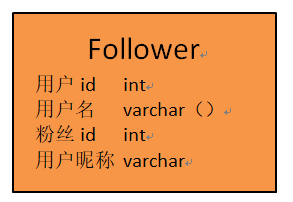 Follower
用户 id int
用户名 varchar（）
粉丝 id int
用户昵称 varchar